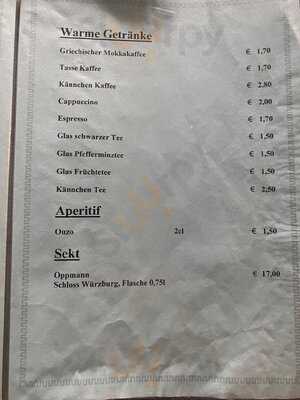 Warme Getränke
Griechischer Mokkakaffee € 1,70
Tasse Kaffee € 1,70
Kännchen Kaffee € 2,80
Cappuccino € 2,00
Espresso € 1,70
Glas schwarzer Tee € 1,50
Glas Pfefferminztee € 1,50
Glas Früchtetee € 1,50
Kännchen Tee € 2,50
Aperitif
Ouzo 2cl € 1,50
Sekt
Oppmann € 17,00
Schloss Würzburg, Flasche 0,75l